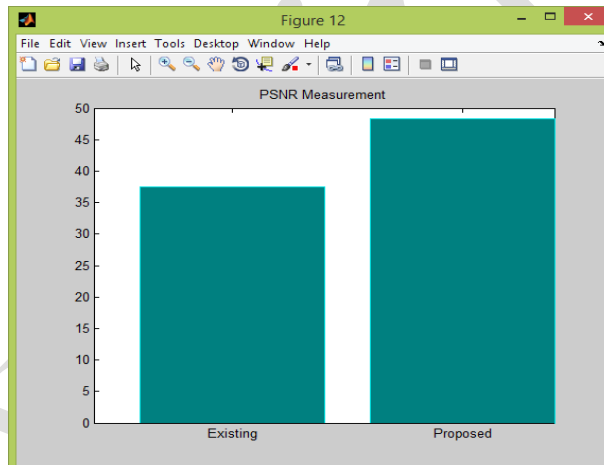 Figure 12
File Edit View Insert Tools Desktop Window Help
PSNR Measurement
50
45
40
35
30
25
20
15
10
5
0
Existing Proposed